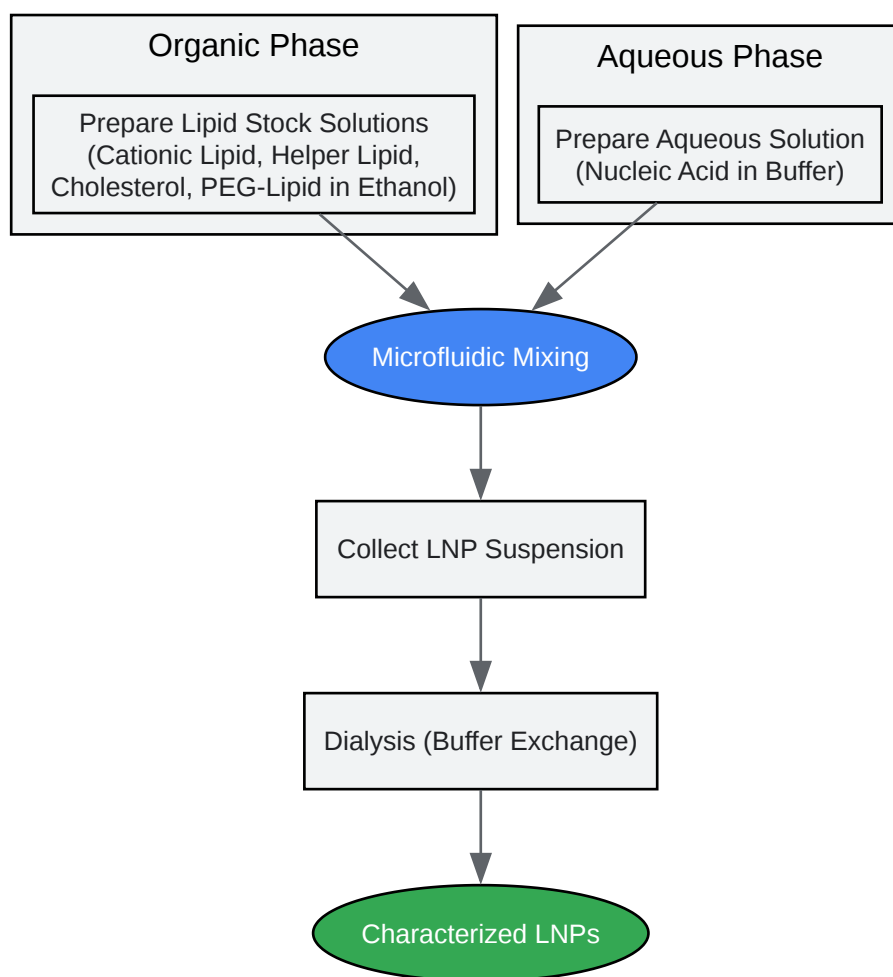 Organic Phase
Prepare Lipid Stock Solutions
(Cationic Lipid, Helper Lipid,
Cholesterol, PEG-Lipid in Ethanol)
Aqueous Phase
Prepare Aqueous Solution
(Nucleic Acid in Buffer)
Microfluidic Mixing
Collect LNP Suspension
Dialysis (Buffer Exchange)
Characterized LNPs